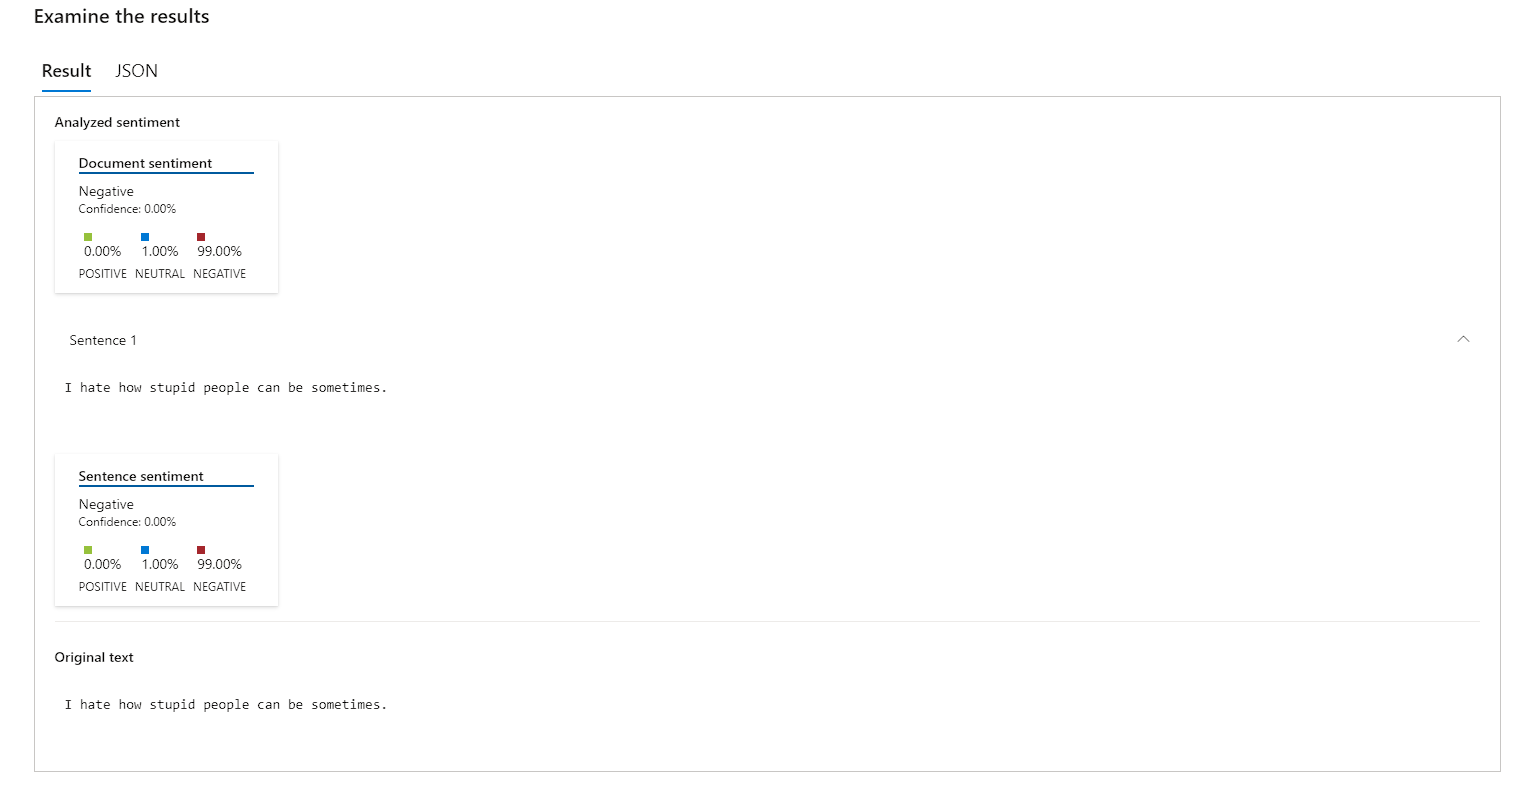 Examine the results
Result JSON
Analyzed sentiment
Document sentiment
Negative
Confidence: 0.00%
0.00% 1.00% 99.00%
POSITIVE NEUTRAL NEGATIVE
Sentence 1
I hate how stupid people can be sometimes.
Sentence sentiment
Negative
Confidence: 0.00%
0.00% 1.00% 99.00%
POSITIVE NEUTRAL NEGATIVE
Original text
I hate how stupid people can be sometimes.